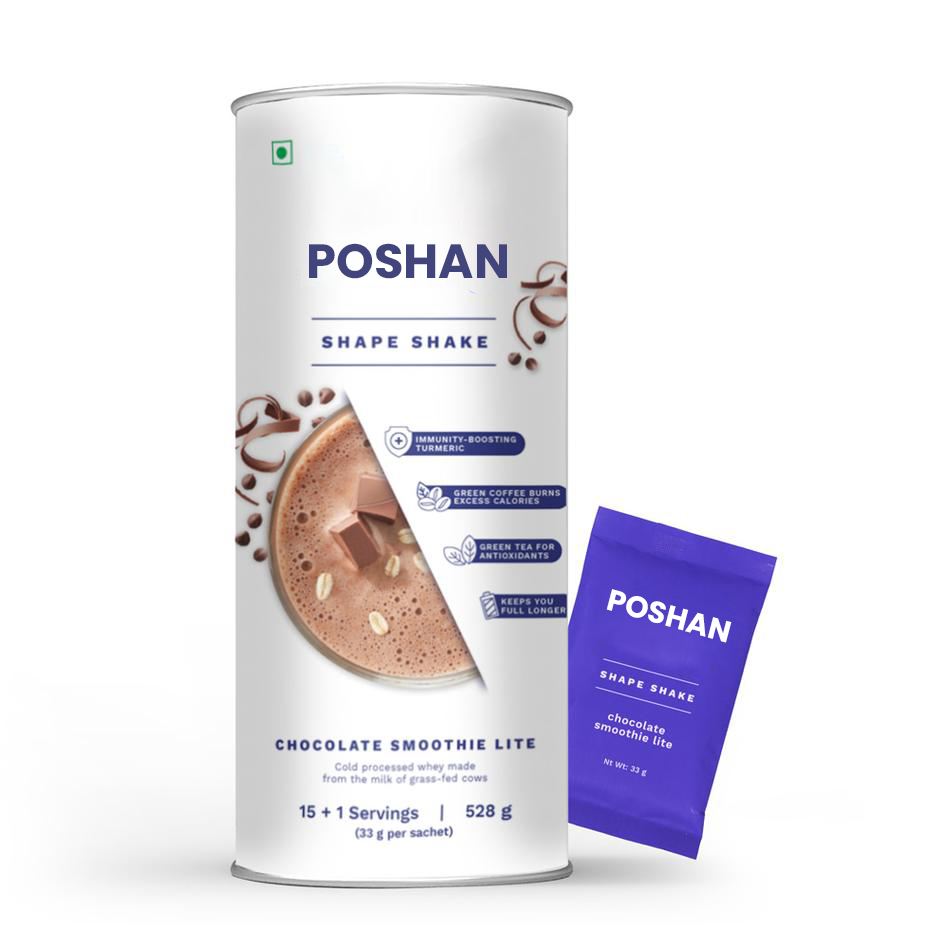 POSHAN
SHAPE SHAKE
IMMUNITY-BOOSTING
TURMERIC
GREEN COFFEE BURNS
EXCESS CALORIES
GREEN TEA FOR
ANTIOXIDANTS
KEEPS YOU
FULL LONGER
CHOCOLATE SMOOTHIE LITE
Cold processed whey made
from the milk of grass-fed cows
15 + 1 Servings | 528 g
(33 g per sachet)
POSHAN
SHAPE SHAKE
chocolate
smoothie lite
Nt Wt: 33 g